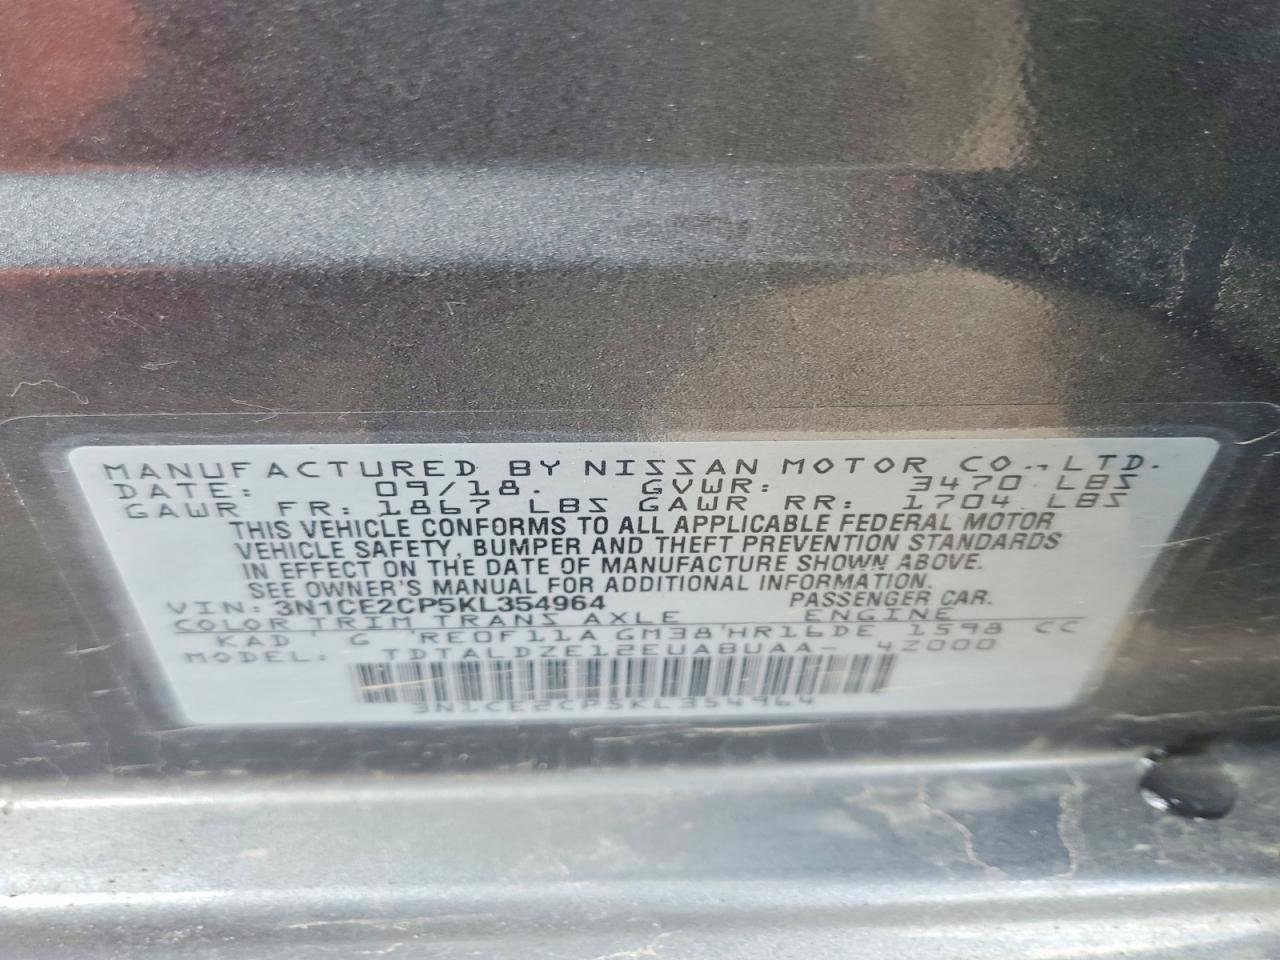 MANUFACTURED BY NISSAN MOTOR CO., LTD.
DATE: 09/18. GVWR: 3470 LBS
GAWR FR: 1867 LBS GAWR RR: 1704 LBS
THIS VEHICLE CONFORMS TO ALL APPLICABLE FEDERAL MOTOR
VEHICLE SAFETY, BUMPER AND THEFT PREVENTION STANDARDS
IN EFFECT ON THE DATE OF MANUFACTURE SHOWN ABOVE.
SEE OWNER'S MANUAL FOR ADDITIONAL INFORMATION.
VIN: 3N1CE2CP5KL354964 PASSENGER CAR.
COLOR TRIM TRANS AXLE ENGINE
KAD G RE0F11A GM38 HR16DE 1598 CC
MODEL: TDTALDZE12EUA8UAA- 42000
3N1CE2CP5KL354964